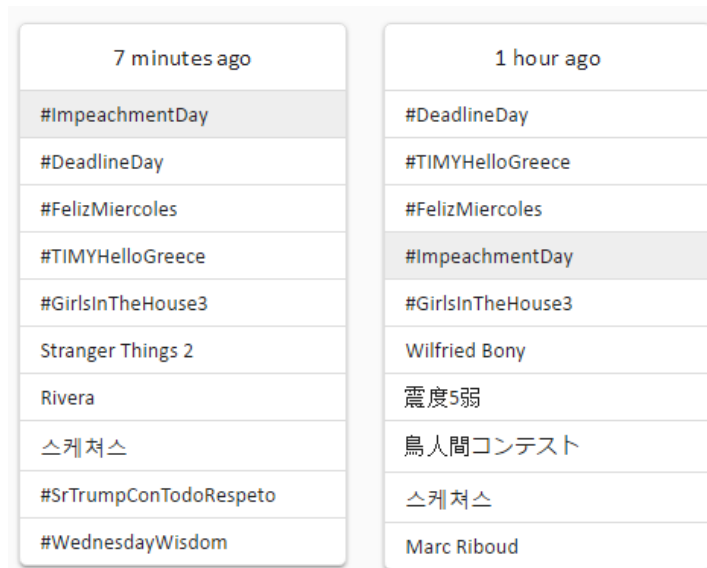 7 minutes ago
#ImpeachmentDay
#DeadlineDay
#FelizMiercoles
#TIMYHelloGreece
#GirlsInTheHouse3
Stranger Things 2
Rivera
스케쳐스
#SrTrumpConTodoRespeto
#WednesdayWisdom
1 hour ago
#DeadlineDay
#TIMYHelloGreece
#FelizMiercoles
#ImpeachmentDay
#GirlsInTheHouse3
Wilfried Bony
震度5弱
鳥人間コンテスト
스케쳐스
Marc Riboud